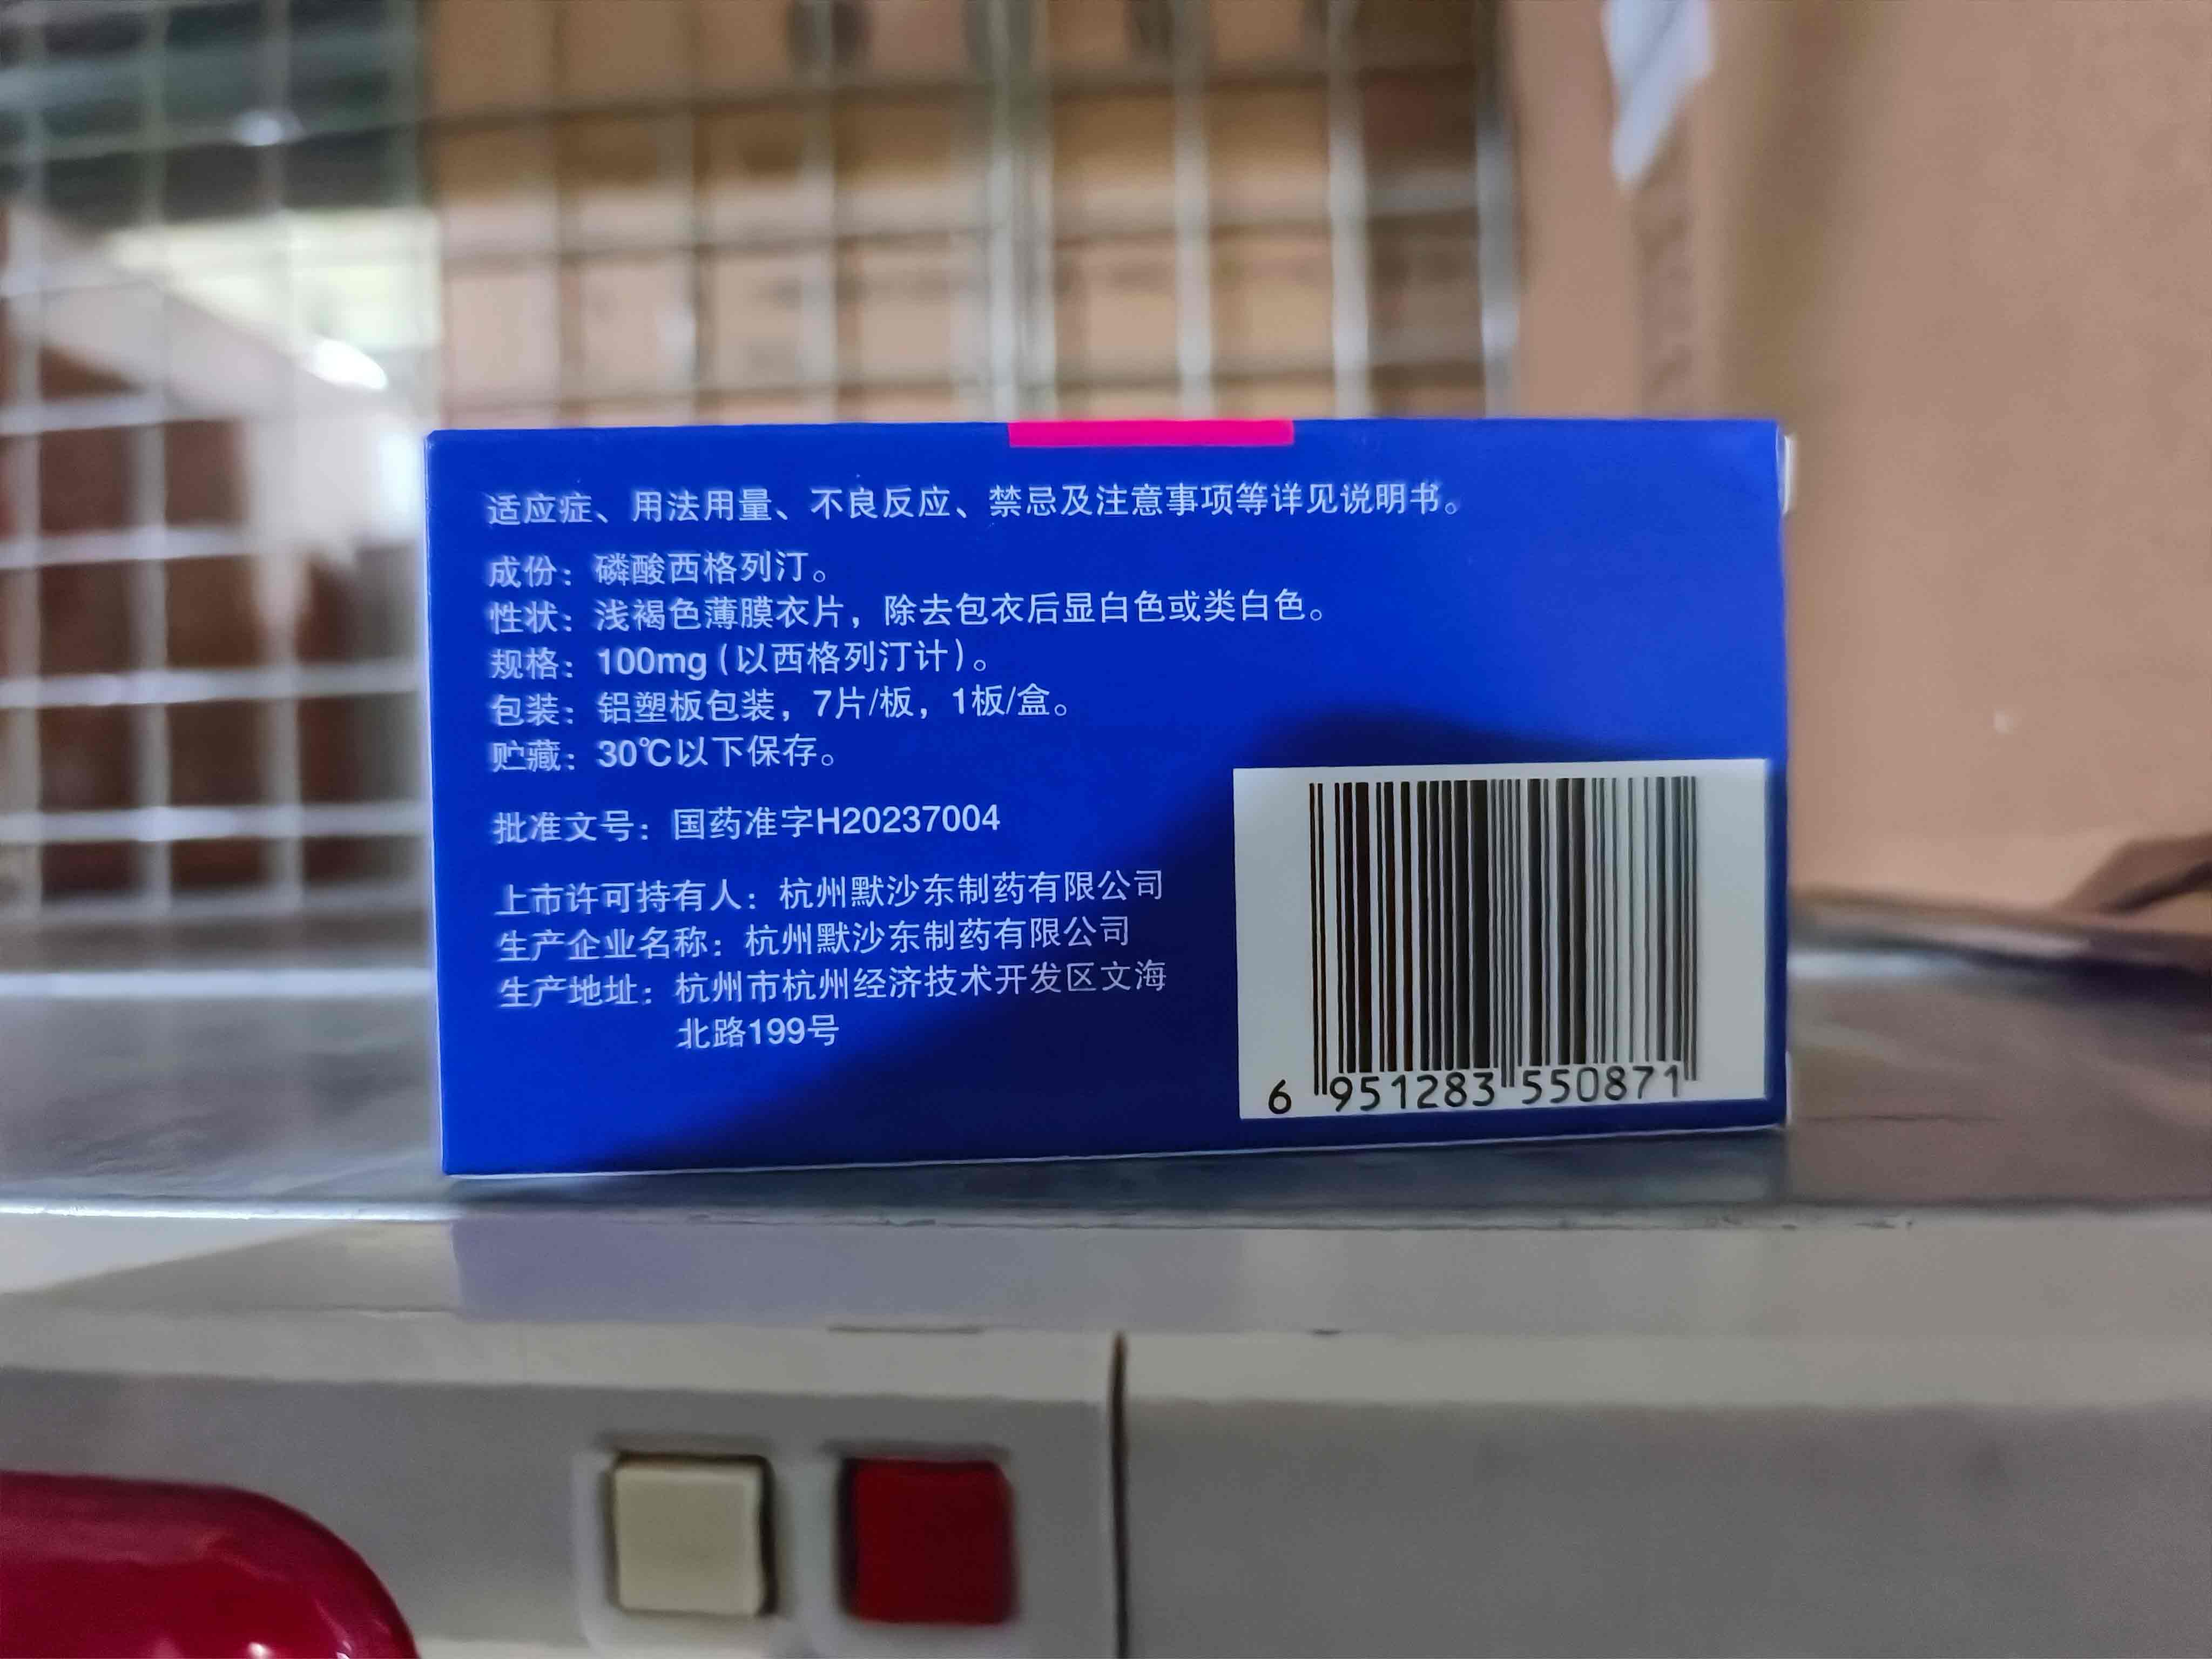 适应症、用法用量、不良反应、禁忌及注意事项等详见说明书。
成份：磷酸西格列汀。
性状：浅褐色薄膜衣片，除去包衣后显白色或类白色。
规格：100mg（以西格列汀计）。
包装：铝塑板包装，7片/板，1板/盒。
贮藏：30℃以下保存。
批准文号：国药准字H20237004
上市许可持有人：杭州默沙东制药有限公司
生产企业名称：杭州默沙东制药有限公司
生产地址：杭州市杭州经济技术开发区文海
北路199号
6 951283 550871